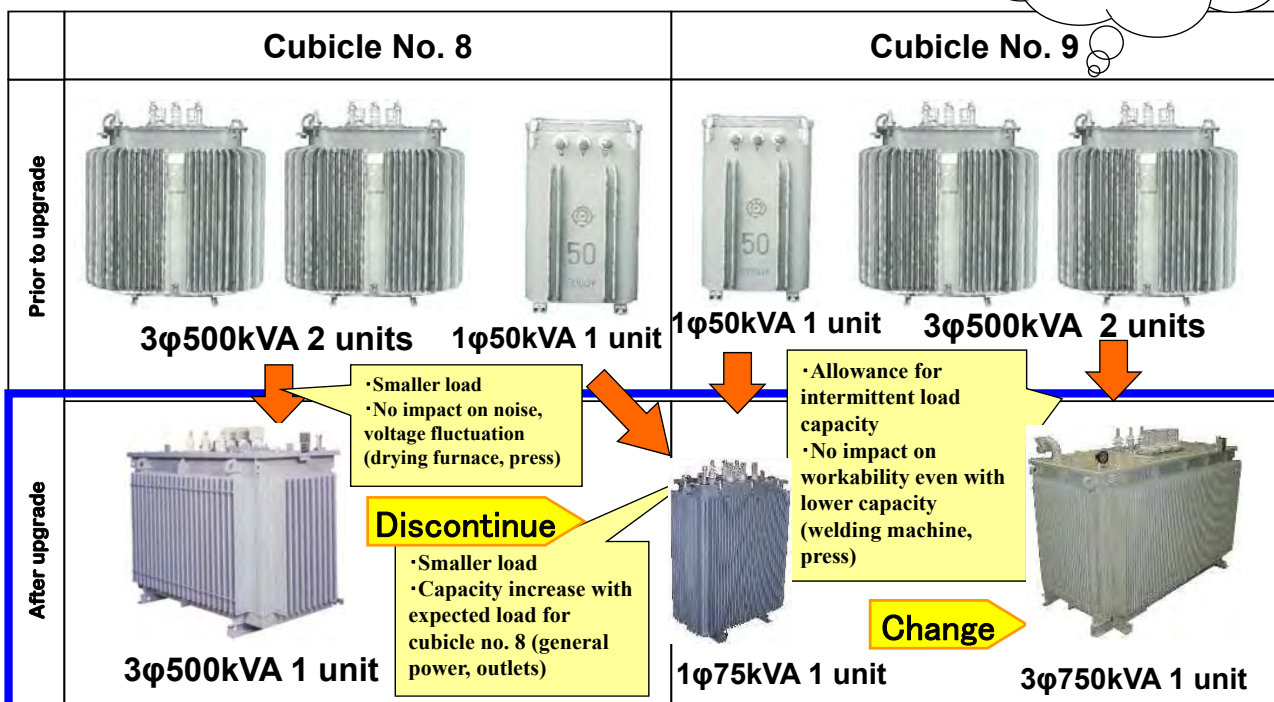 Cubicle No. 8
Cubicle No. 9
Prior to upgrade
50
50
3φ500kVA 2 units
1φ50kVA 1 unit
1φ50kVA 1 unit
3φ500kVA 2 units
・Smaller load
・No impact on noise,
voltage fluctuation
(drying furnace, press)
・Allowance for
intermittent load
capacity
・No impact on
workability even with
lower capacity
(welding machine,
press)
After upgrade
Discontinue
・Smaller load
・Capacity increase with
expected load for
cubicle no. 8 (general
power, outlets)
Change
3φ500kVA 1 unit
1φ75kVA 1 unit
3φ750kVA 1 unit